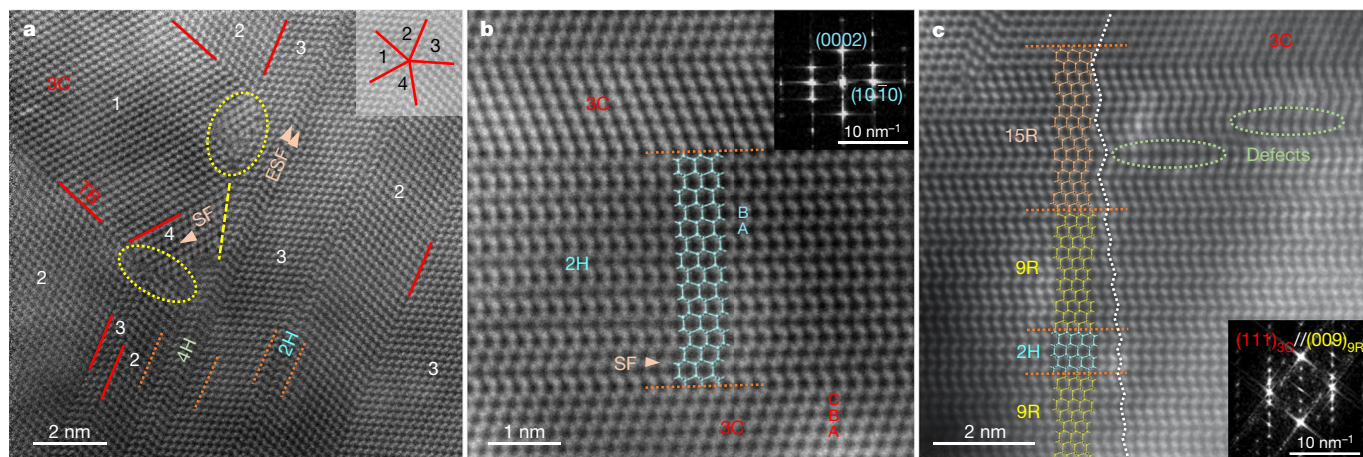 a
2
3
2
3
1
4
3C
1
ESF
2
TB
SF
4
3
2
3
2
4H
2H
3
2 nm
b
(0002)
(10-10)
10 nm⁻¹
3C
B
A
2H
SF
C
B
A
3C
1 nm
c
3C
15R
Defects
9R
2H
9R
(111)3C//(009)9R
2 nm
10 nm⁻¹